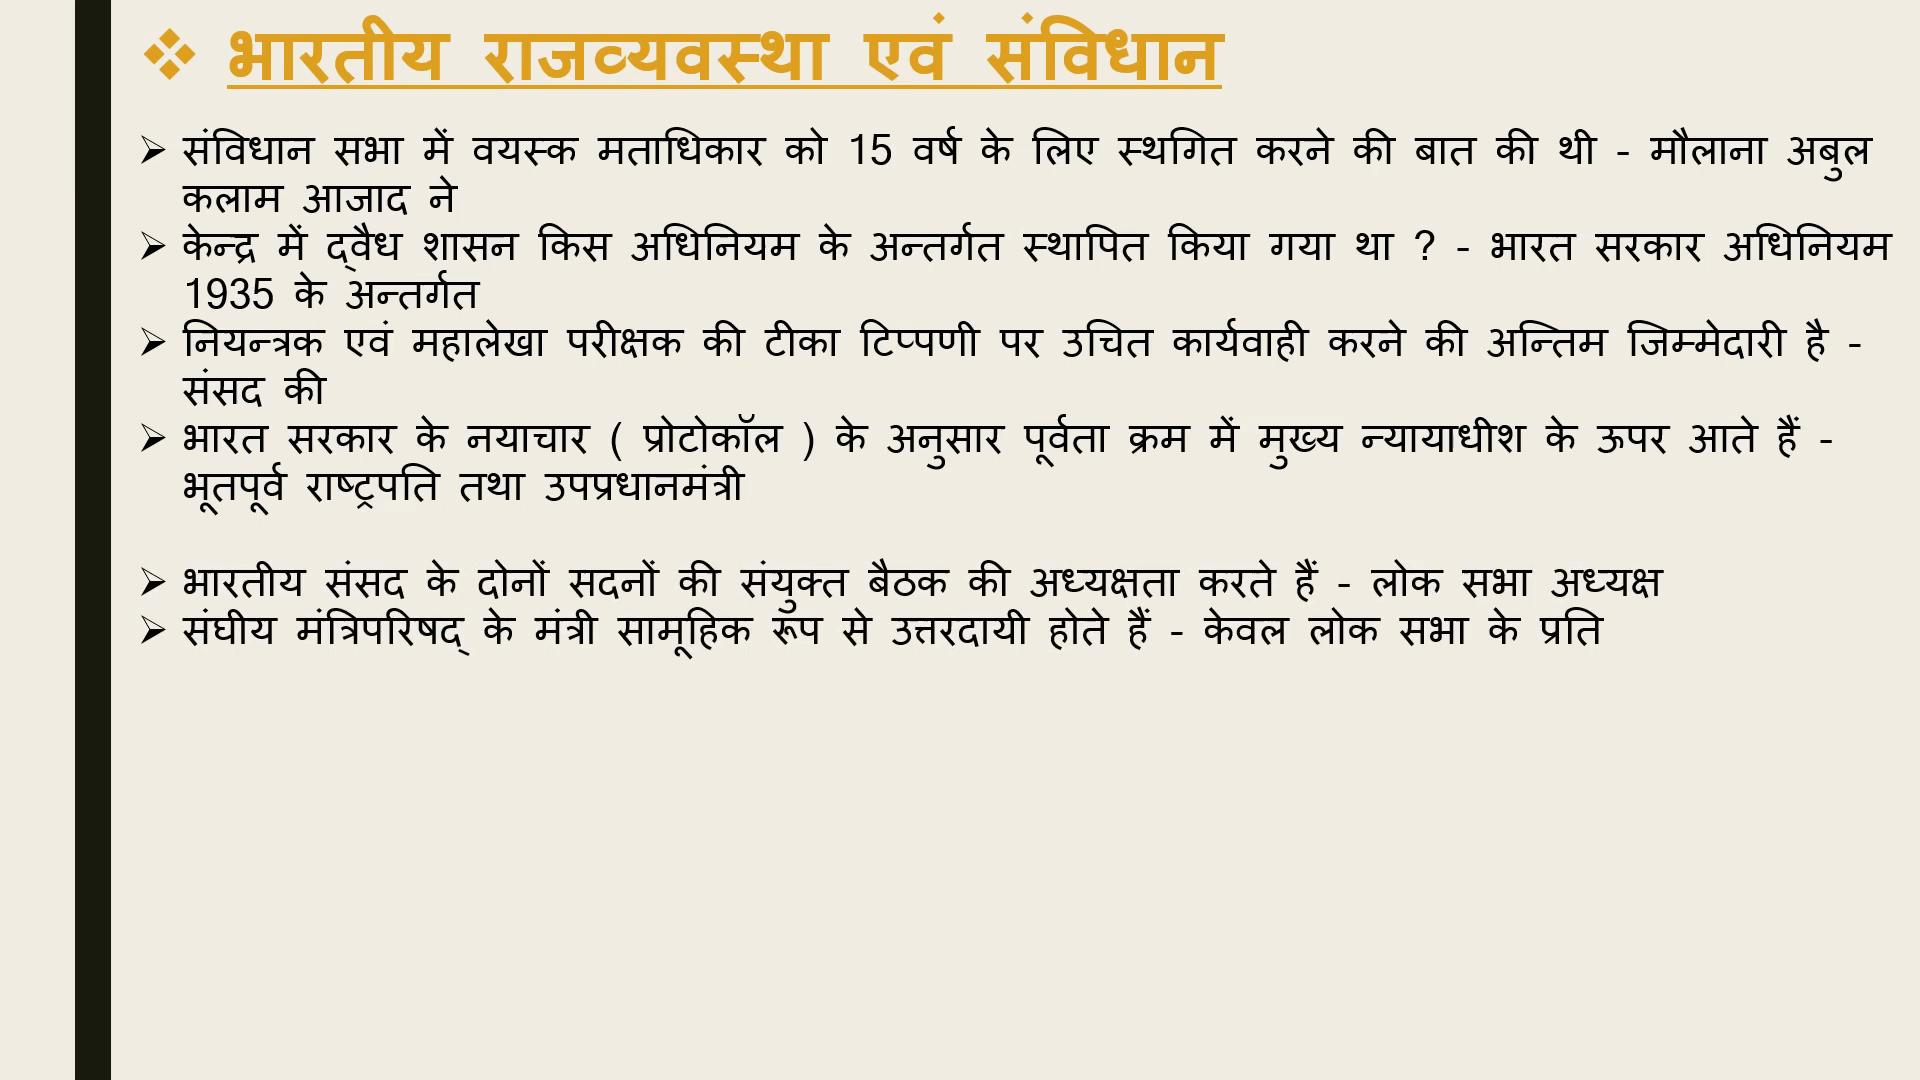 ❖ भारतीय राजव्यवस्था एवं संविधान
➢ संविधान सभा में वयस्क मताधिकार को 15 वर्ष के लिए स्थगित करने की बात की थी - मौलाना अबुल
कलाम आजाद ने
➢ केन्द्र में द्वैध शासन किस अधिनियम के अन्तर्गत स्थापित किया गया था ? - भारत सरकार अधिनियम
1935 के अन्तर्गत
➢ नियन्त्रक एवं महालेखा परीक्षक की टीका टिप्पणी पर उचित कार्यवाही करने की अन्तिम जिम्मेदारी है -
संसद की
➢ भारत सरकार के नयाचार ( प्रोटोकॉल ) के अनुसार पूर्वता क्रम में मुख्य न्यायाधीश के ऊपर आते हैं -
भूतपूर्व राष्ट्रपति तथा उपप्रधानमंत्री
➢ भारतीय संसद के दोनों सदनों की संयुक्त बैठक की अध्यक्षता करते हैं - लोक सभा अध्यक्ष
➢ संघीय मंत्रिपरिषद् के मंत्री सामूहिक रूप से उत्तरदायी होते हैं - केवल लोक सभा के प्रति